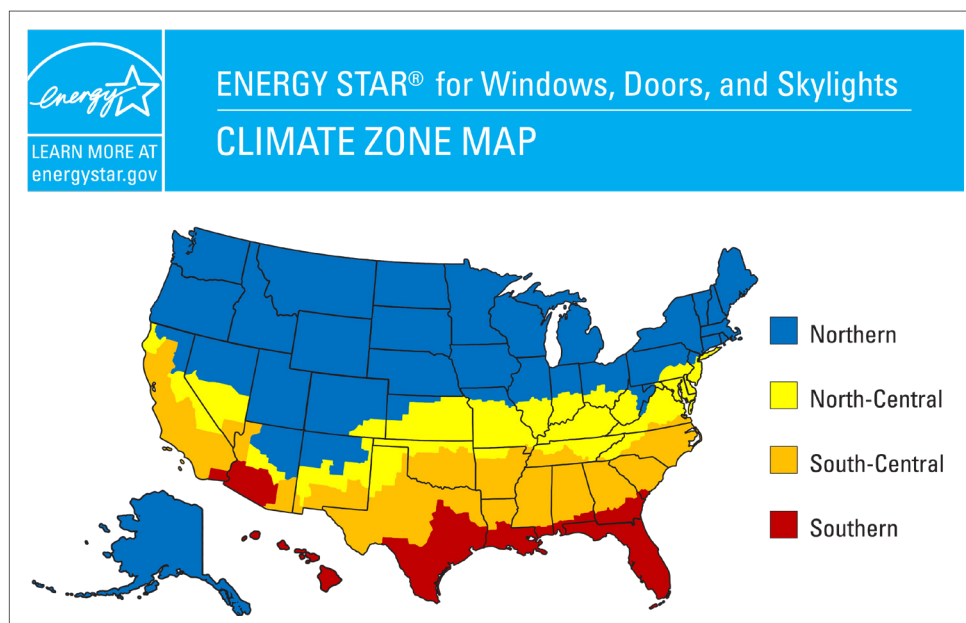 energy
LEARN MORE AT
energystar.gov
ENERGY STAR® for Windows, Doors, and Skylights
CLIMATE ZONE MAP
Northern
North-Central
South-Central
Southern